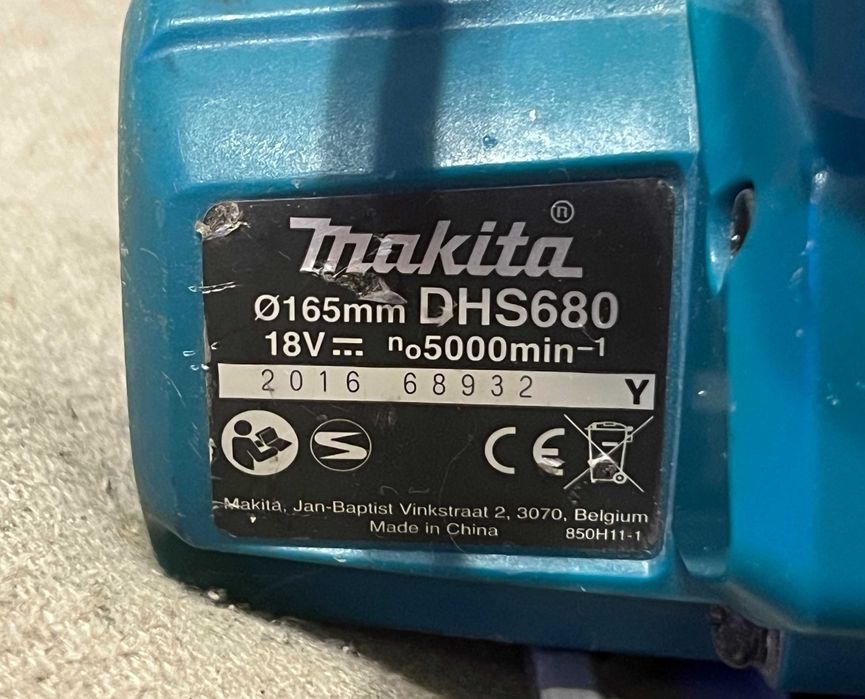 makita ®
Ø165mm DHS680
18V⎓ n₀5000min⁻¹
2016 68932 Y
CE
Makita, Jan-Baptist Vinkstraat 2, 3070, Belgium
Made in China 850H11-1